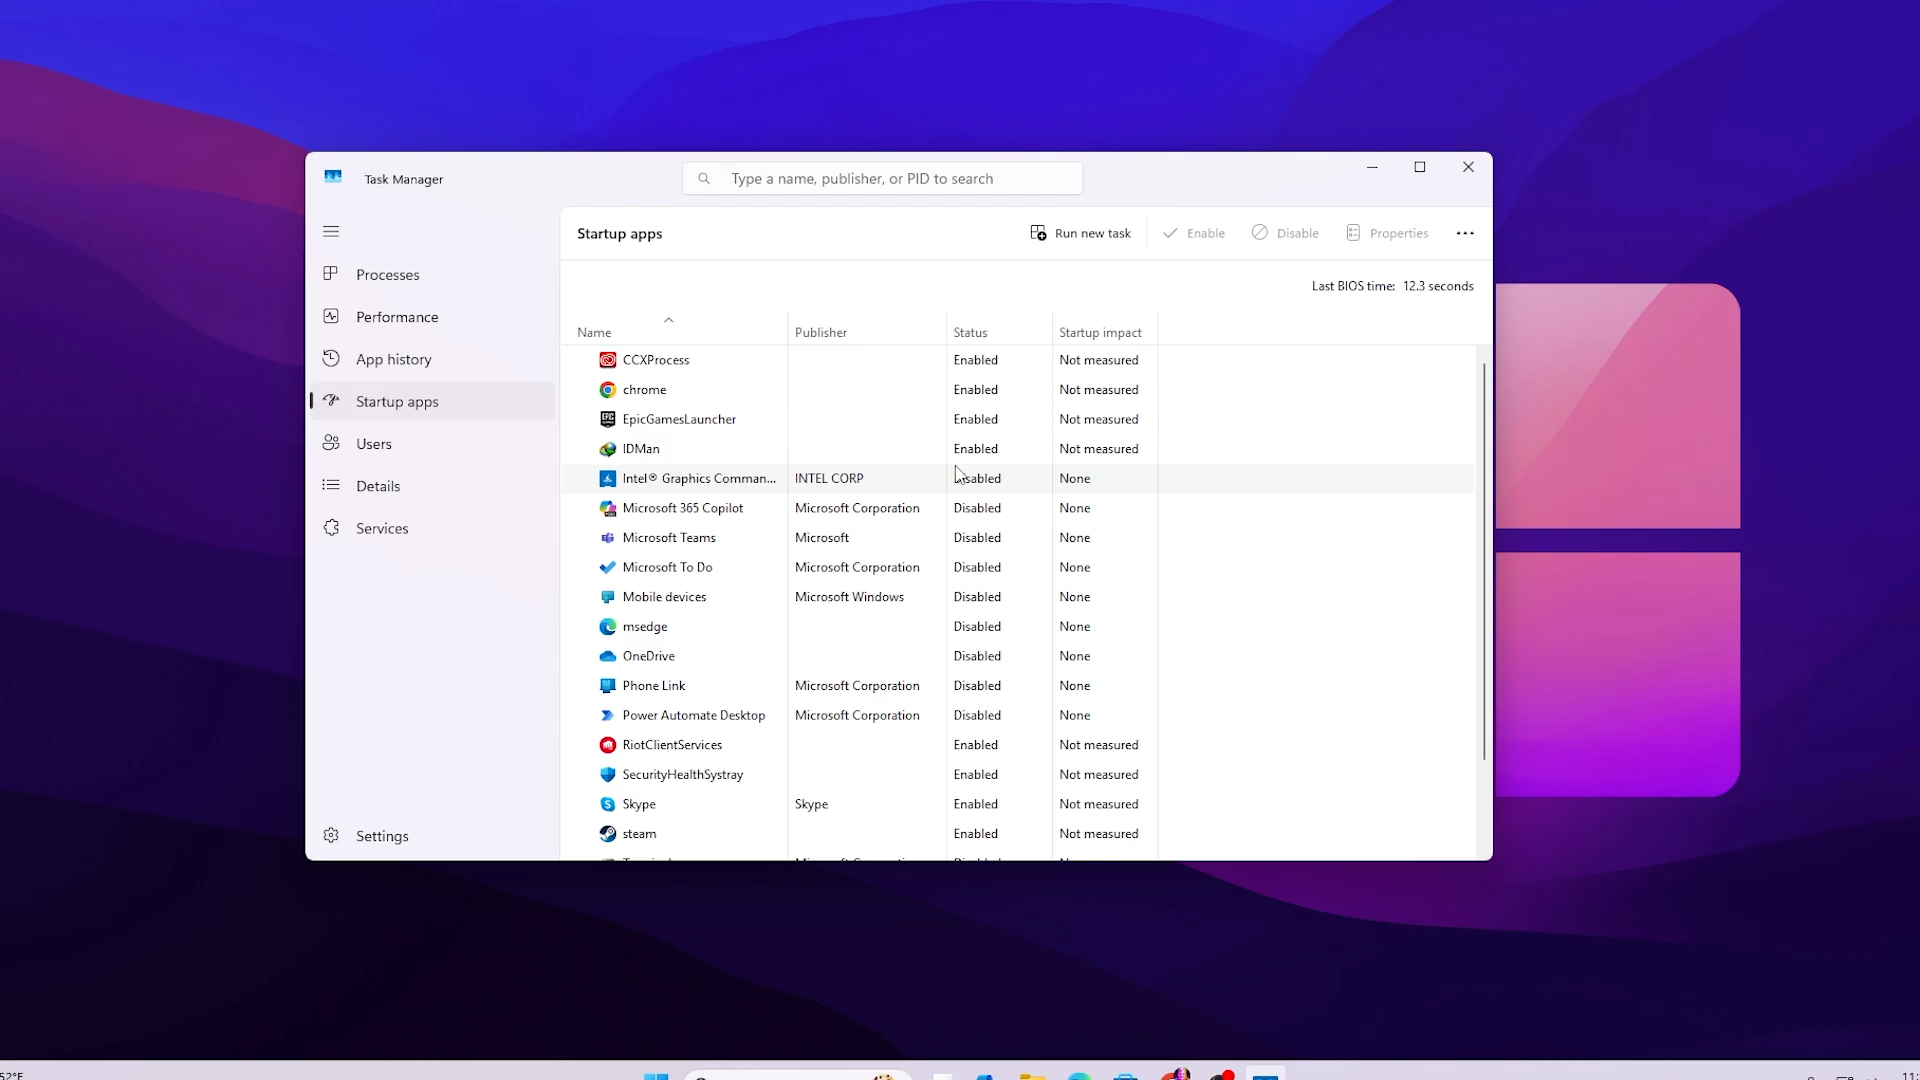 Task Manager
Type a name, publisher, or PID to search
Startup apps
Run new task
Enable
Disable
Properties
Last BIOS time: 12.3 seconds
Processes
Performance
App history
Startup apps
Users
Details
Services
Settings
Name Publisher Status Startup impact
CCXProcess Enabled Not measured
chrome Enabled Not measured
EpicGamesLauncher Enabled Not measured
IDMan Enabled Not measured
Intel® Graphics Comman... INTEL CORP Disabled None
Microsoft 365 Copilot Microsoft Corporation Disabled None
Microsoft Teams Microsoft Disabled None
Microsoft To Do Microsoft Corporation Disabled None
Mobile devices Microsoft Windows Disabled None
msedge Disabled None
OneDrive Disabled None
Phone Link Microsoft Corporation Disabled None
Power Automate Desktop Microsoft Corporation Disabled None
RiotClientServices Enabled Not measured
SecurityHealthSystray Enabled Not measured
Skype Skype Enabled Not measured
steam Enabled Not measured
52°F